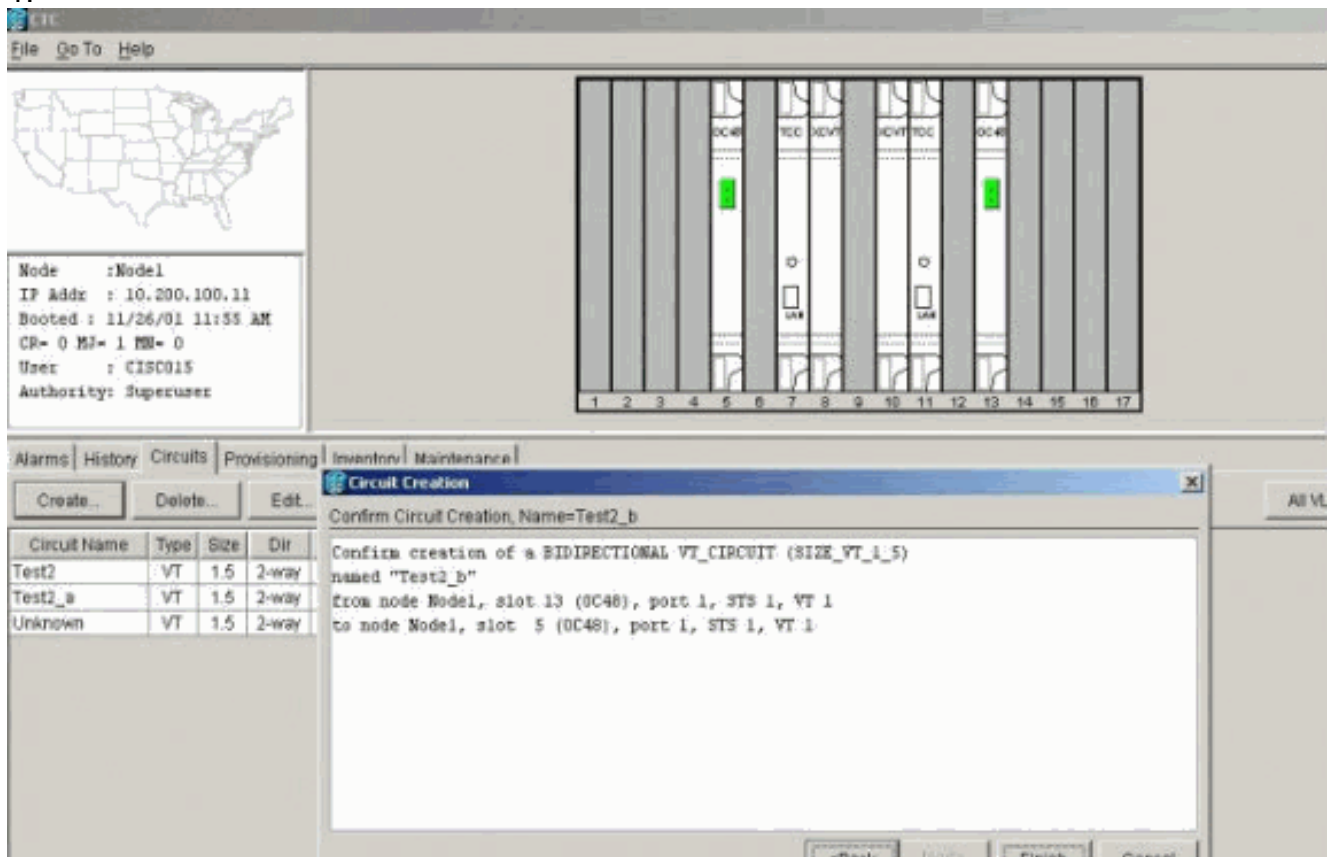 CTC
File Go To Help
OC48 TCC XCVT XCVT TCC OC48
LAN LAN
1 2 3 4 5 6 7 8 9 10 11 12 13 14 15 16 17
Node :Node1
IP Addr : 10.200.100.11
Booted : 11/26/01 11:55 AM
CR= 0 MJ= 1 MN= 0
User : CISCO15
Authority: Superuser
Alarms History Circuits Provisioning Inventory Maintenance
Create... Delete... Edit... All VL
Circuit Name Type Size Dir
Test2 VT 1.5 2-way
Test2_a VT 1.5 2-way
Unknown VT 1.5 2-way
Circuit Creation
Confirm Circuit Creation, Name=Test2_b
Confirm creation of a BIDIRECTIONAL VT_CIRCUIT (SIZE_VT_1_5)
named "Test2_b"
from node Node1, slot 13 (OC48), port 1, STS 1, VT 1
to node Node1, slot 5 (OC48), port 1, STS 1, VT 1
<Back Finish Cancel